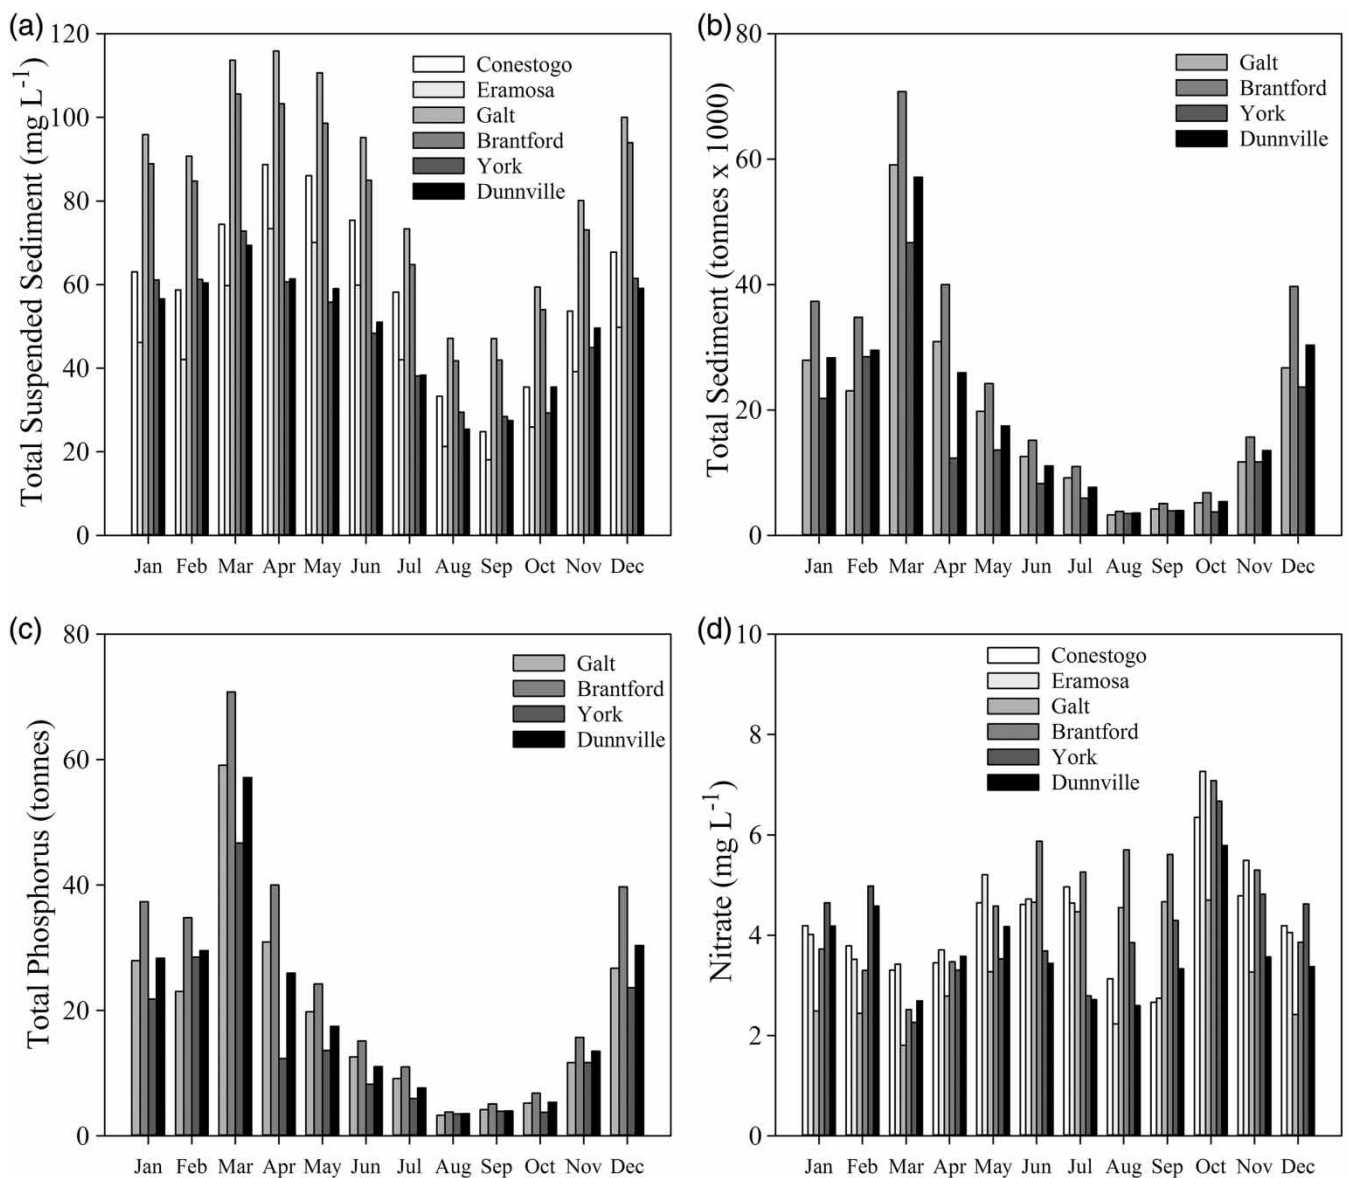 (a)
Total Suspended Sediment (mg L⁻¹)
120
100
80
60
40
20
0
Conestogo
Eramosa
Galt
Brantford
York
Dunnville
Jan Feb Mar Apr May Jun Jul Aug Sep Oct Nov Dec
(b)
Total Sediment (tonnes x 1000)
80
60
40
20
0
Galt
Brantford
York
Dunnville
Jan Feb Mar Apr May Jun Jul Aug Sep Oct Nov Dec
(c)
Total Phosphorus (tonnes)
80
60
40
20
0
Galt
Brantford
York
Dunnville
Jan Feb Mar Apr May Jun Jul Aug Sep Oct Nov Dec
(d)
Nitrate (mg L⁻¹)
10
8
6
4
2
0
Conestogo
Eramosa
Galt
Brantford
York
Dunnville
Jan Feb Mar Apr May Jun Jul Aug Sep Oct Nov Dec